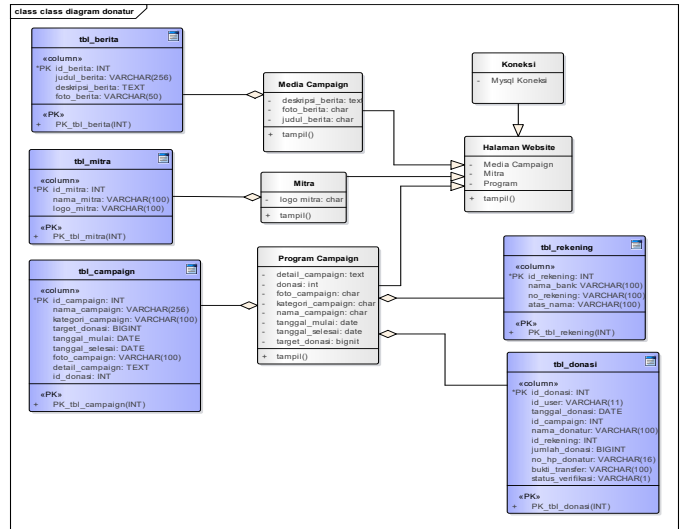 class class diagram donatur
tbl_berita
«column»
*PK id_berita: INT
judul_berita: VARCHAR(256)
deskripsi_berita: TEXT
foto_berita: VARCHAR(50)
«PK»
+ PK_tbl_berita(INT)
Media Campaign
- deskripsi_berita: text
- foto_berita: char
- judul_berita: char
+ tampil()
Koneksi
- Mysql Koneksi
Halaman Website
- Media Campaign
- Mitra
- Program
+ tampil()
tbl_mitra
«column»
*PK id_mitra: INT
nama_mitra: VARCHAR(100)
logo_mitra: VARCHAR(100)
«PK»
+ PK_tbl_mitra(INT)
Mitra
- logo mitra: char
+ tampil()
tbl_campaign
«column»
*PK id_campaign: INT
nama_campaign: VARCHAR(256)
kategori_campaign: VARCHAR(100)
target_donasi: BIGINT
tanggal_mulai: DATE
tanggal_selesai: DATE
foto_campaign: VARCHAR(100)
detail_campaign: TEXT
id_donasi: INT
«PK»
+ PK_tbl_campaign(INT)
Program Campaign
- detail_campaign: text
- donasi: int
- foto_campaign: char
- kategori_campaign: char
- nama_campaign: char
- tanggal_mulai: date
- tanggal_selesai: date
- target_donasi: bignit
+ tampil()
tbl_rekening
«column»
*PK id_rekening: INT
nama_bank: VARCHAR(100)
no_rekening: VARCHAR(100)
atas_nama: VARCHAR(100)
«PK»
+ PK_tbl_rekening(INT)
tbl_donasi
«column»
*PK id_donasi: INT
id_user: VARCHAR(11)
tanggal_donasi: DATE
id_campaign: INT
nama_donatur: VARCHAR(100)
id_rekening: INT
jumlah_donasi: BIGINT
no_hp_donatur: VARCHAR(16)
bukti_transfer: VARCHAR(100)
status_verifikasi: VARCHAR(1)
«PK»
+ PK_tbl_donasi(INT)